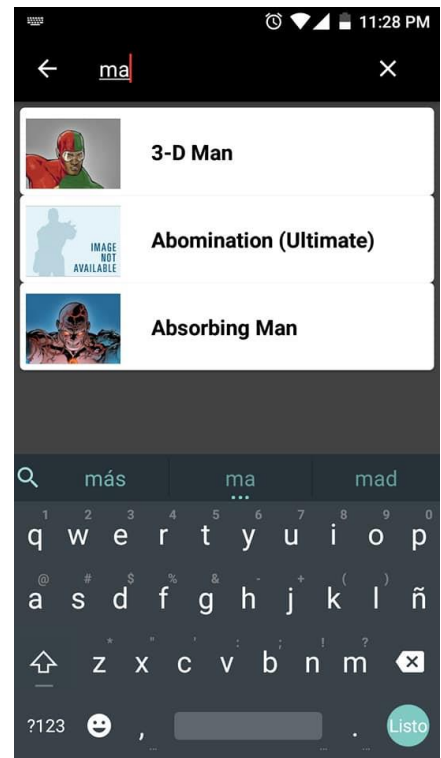 11:28 PM
ma
3-D Man
IMAGE
NOT
AVAILABLE
Abomination (Ultimate)
Absorbing Man
más ma mad
1 2 3 4 5 6 7 8 9 0
q w e r t y u i o p
@ # $ % & - + ( )
a s d f g h j k l ñ
* " ' : ; ! ?
z x c v b n m
?123 , ... . ... Listo